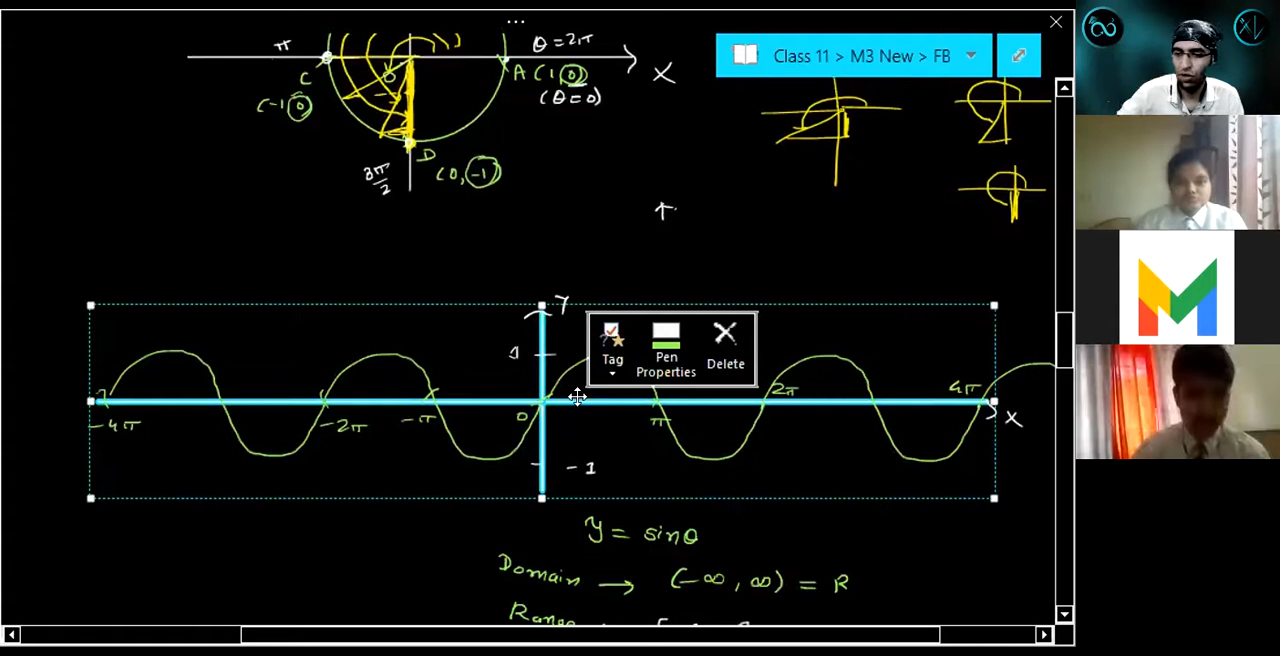 Class 11 > M3 New > FB
π
θ = 2π
C
A (1, 0)
X
(-1, 0)
(θ = 0)
D
3π/2
(0, -1)
Y
1
Tag
Pen Properties
Delete
-4π
-2π
-π
0
π
2π
4π
X
-1
y = sinθ
Domain → (-∞, ∞) = R
Range